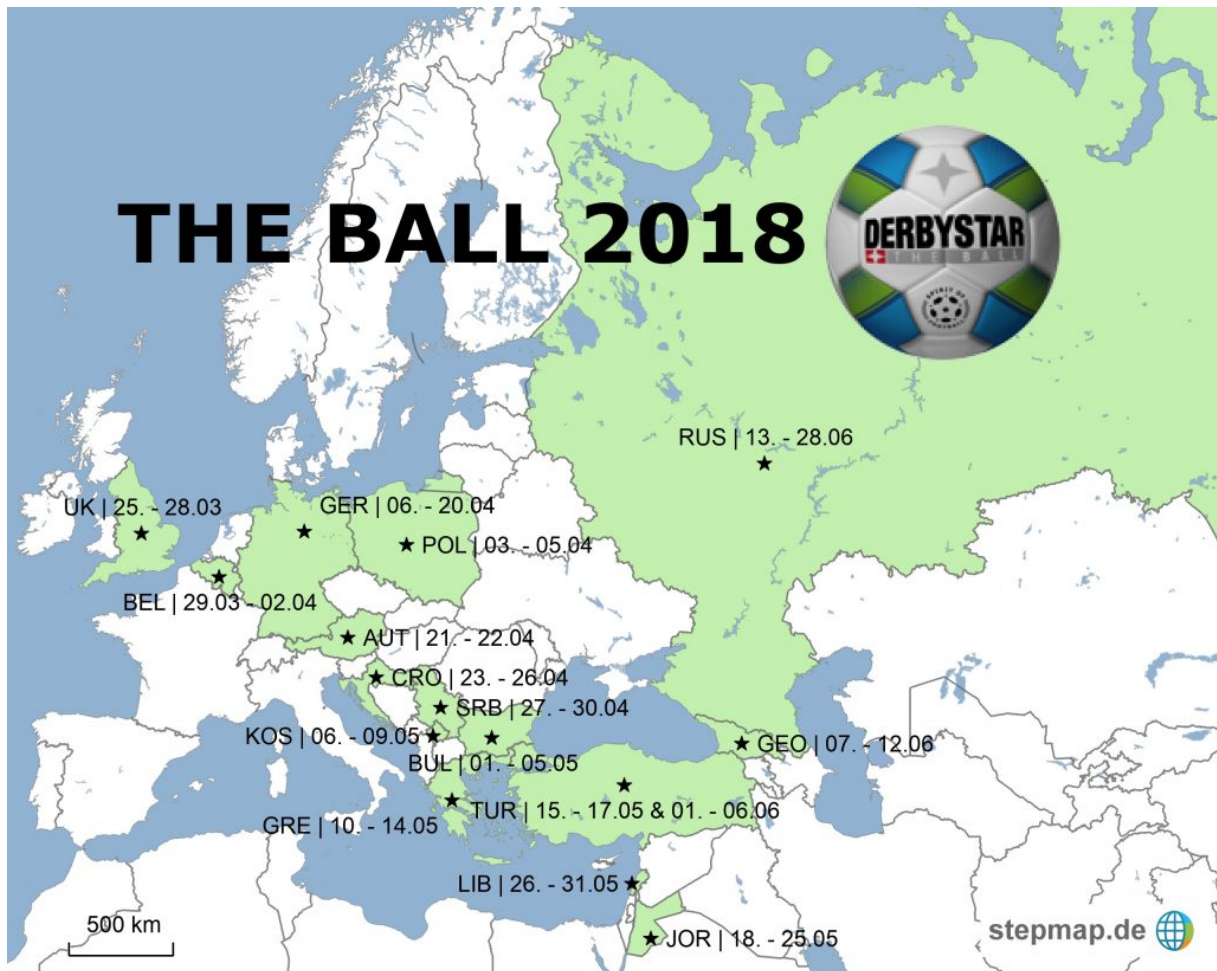 THE BALL 2018
DERBYSTAR
THE BALL
SPIRIT OF
FOOTBALL
RUS | 13. - 28.06
UK | 25. - 28.03
GER | 06. - 20.04
POL | 03. - 05.04
BEL | 29.03 - 02.04
AUT | 21. - 22.04
CRO | 23. - 26.04
SRB | 27. - 30.04
KOS | 06. - 09.05
GEO | 07. - 12.06
BUL | 01. - 05.05
TUR | 15. - 17.05 & 01. - 06.06
GRE | 10. - 14.05
LIB | 26. - 31.05
500 km
JOR | 18. - 25.05
stepmap.de